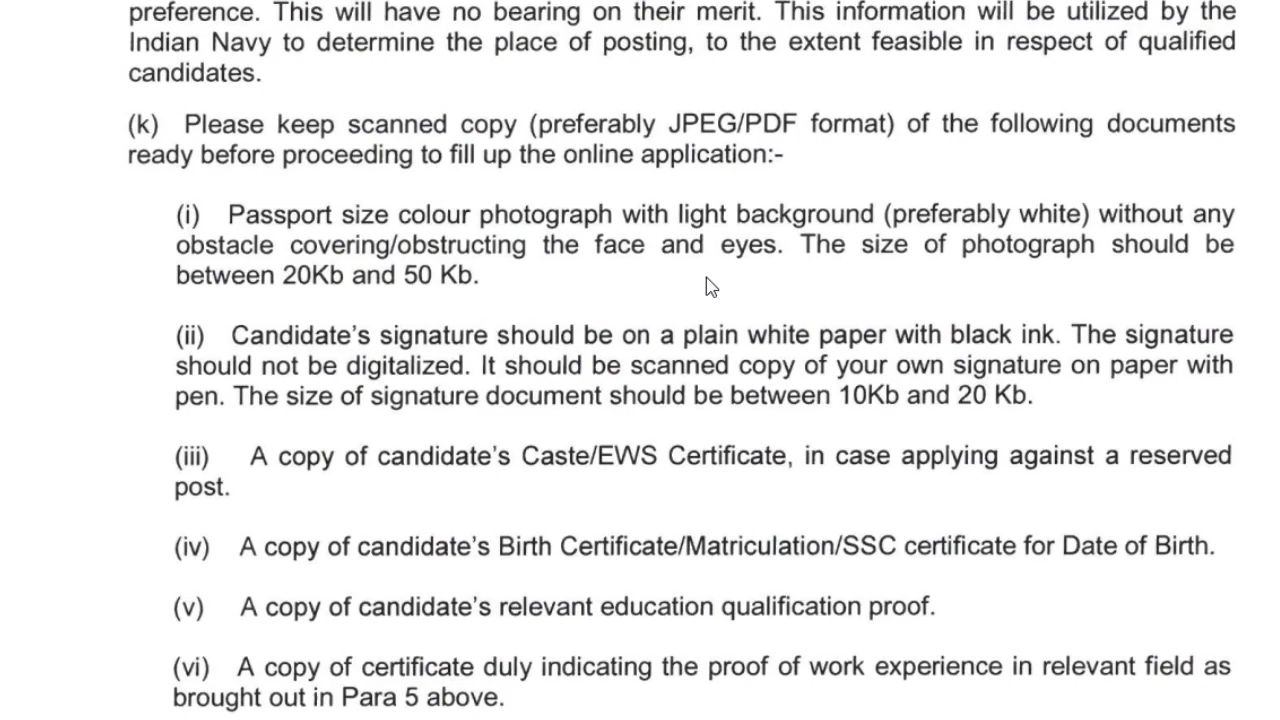 preference. This will have no bearing on their merit. This information will be utilized by the
Indian Navy to determine the place of posting, to the extent feasible in respect of qualified
candidates.
(k) Please keep scanned copy (preferably JPEG/PDF format) of the following documents
ready before proceeding to fill up the online application:-
(i) Passport size colour photograph with light background (preferably white) without any
obstacle covering/obstructing the face and eyes. The size of photograph should be
between 20Kb and 50 Kb.
(ii) Candidate's signature should be on a plain white paper with black ink. The signature
should not be digitalized. It should be scanned copy of your own signature on paper with
pen. The size of signature document should be between 10Kb and 20 Kb.
(iii) A copy of candidate's Caste/EWS Certificate, in case applying against a reserved
post.
(iv) A copy of candidate's Birth Certificate/Matriculation/SSC certificate for Date of Birth.
(v) A copy of candidate's relevant education qualification proof.
(vi) A copy of certificate duly indicating the proof of work experience in relevant field as
brought out in Para 5 above.